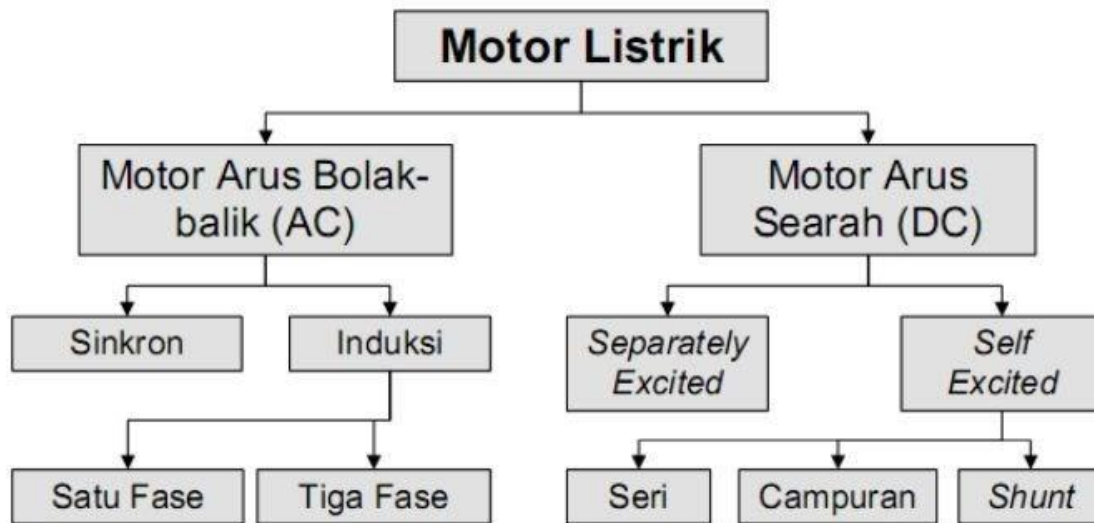 Motor Listrik
Motor Arus Bolak-
balik (AC)
Motor Arus
Searah (DC)
Sinkron
Induksi
Separately
Excited
Self
Excited
Satu Fase
Tiga Fase
Seri
Campuran
Shunt